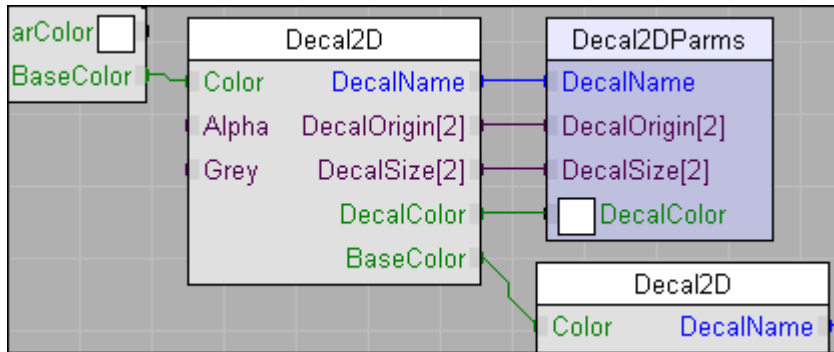 arColor
BaseColor
Decal2D
Color DecalName
Alpha DecalOrigin[2]
Grey DecalSize[2]
DecalColor
BaseColor
Decal2DParms
DecalName
DecalOrigin[2]
DecalSize[2]
DecalColor
Decal2D
Color DecalName